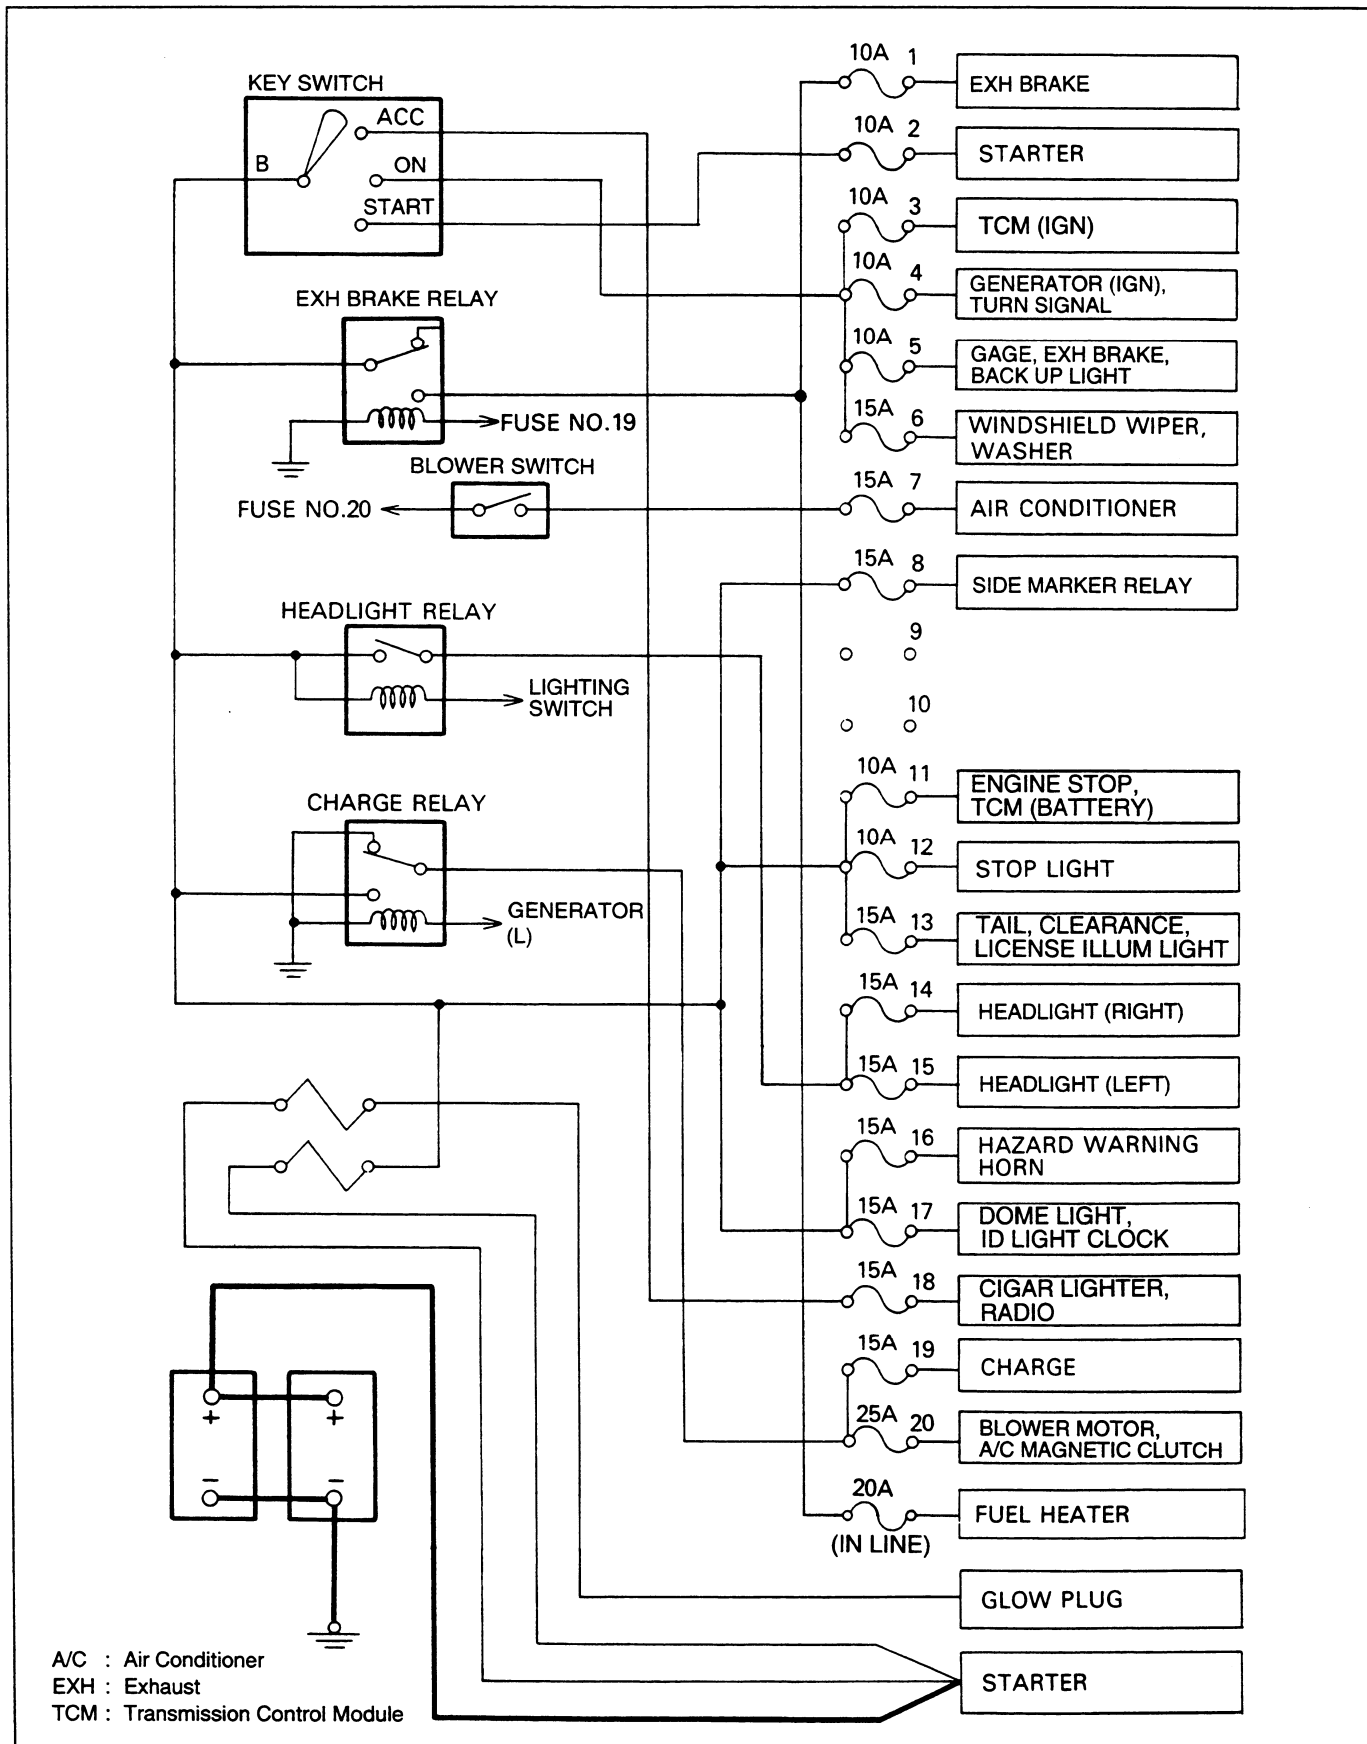 KEY SWITCH
ACC
B
ON
START
EXH BRAKE RELAY
FUSE NO.19
BLOWER SWITCH
FUSE NO.20
HEADLIGHT RELAY
LIGHTING
SWITCH
CHARGE RELAY
GENERATOR
(L)
+
+
–
–
10A 1
EXH BRAKE
10A 2
STARTER
10A 3
TCM (IGN)
10A 4
GENERATOR (IGN),
TURN SIGNAL
10A 5
GAGE, EXH BRAKE,
BACK UP LIGHT
15A 6
WINDSHIELD WIPER,
WASHER
15A 7
AIR CONDITIONER
15A 8
SIDE MARKER RELAY
9
10
10A 11
ENGINE STOP,
TCM (BATTERY)
10A 12
STOP LIGHT
15A 13
TAIL, CLEARANCE,
LICENSE ILLUM LIGHT
15A 14
HEADLIGHT (RIGHT)
15A 15
HEADLIGHT (LEFT)
15A 16
HAZARD WARNING
HORN
15A 17
DOME LIGHT,
ID LIGHT CLOCK
15A 18
CIGAR LIGHTER,
RADIO
15A 19
CHARGE
25A 20
BLOWER MOTOR,
A/C MAGNETIC CLUTCH
20A
(IN LINE)
FUEL HEATER
GLOW PLUG
STARTER
A/C : Air Conditioner
EXH : Exhaust
TCM : Transmission Control Module